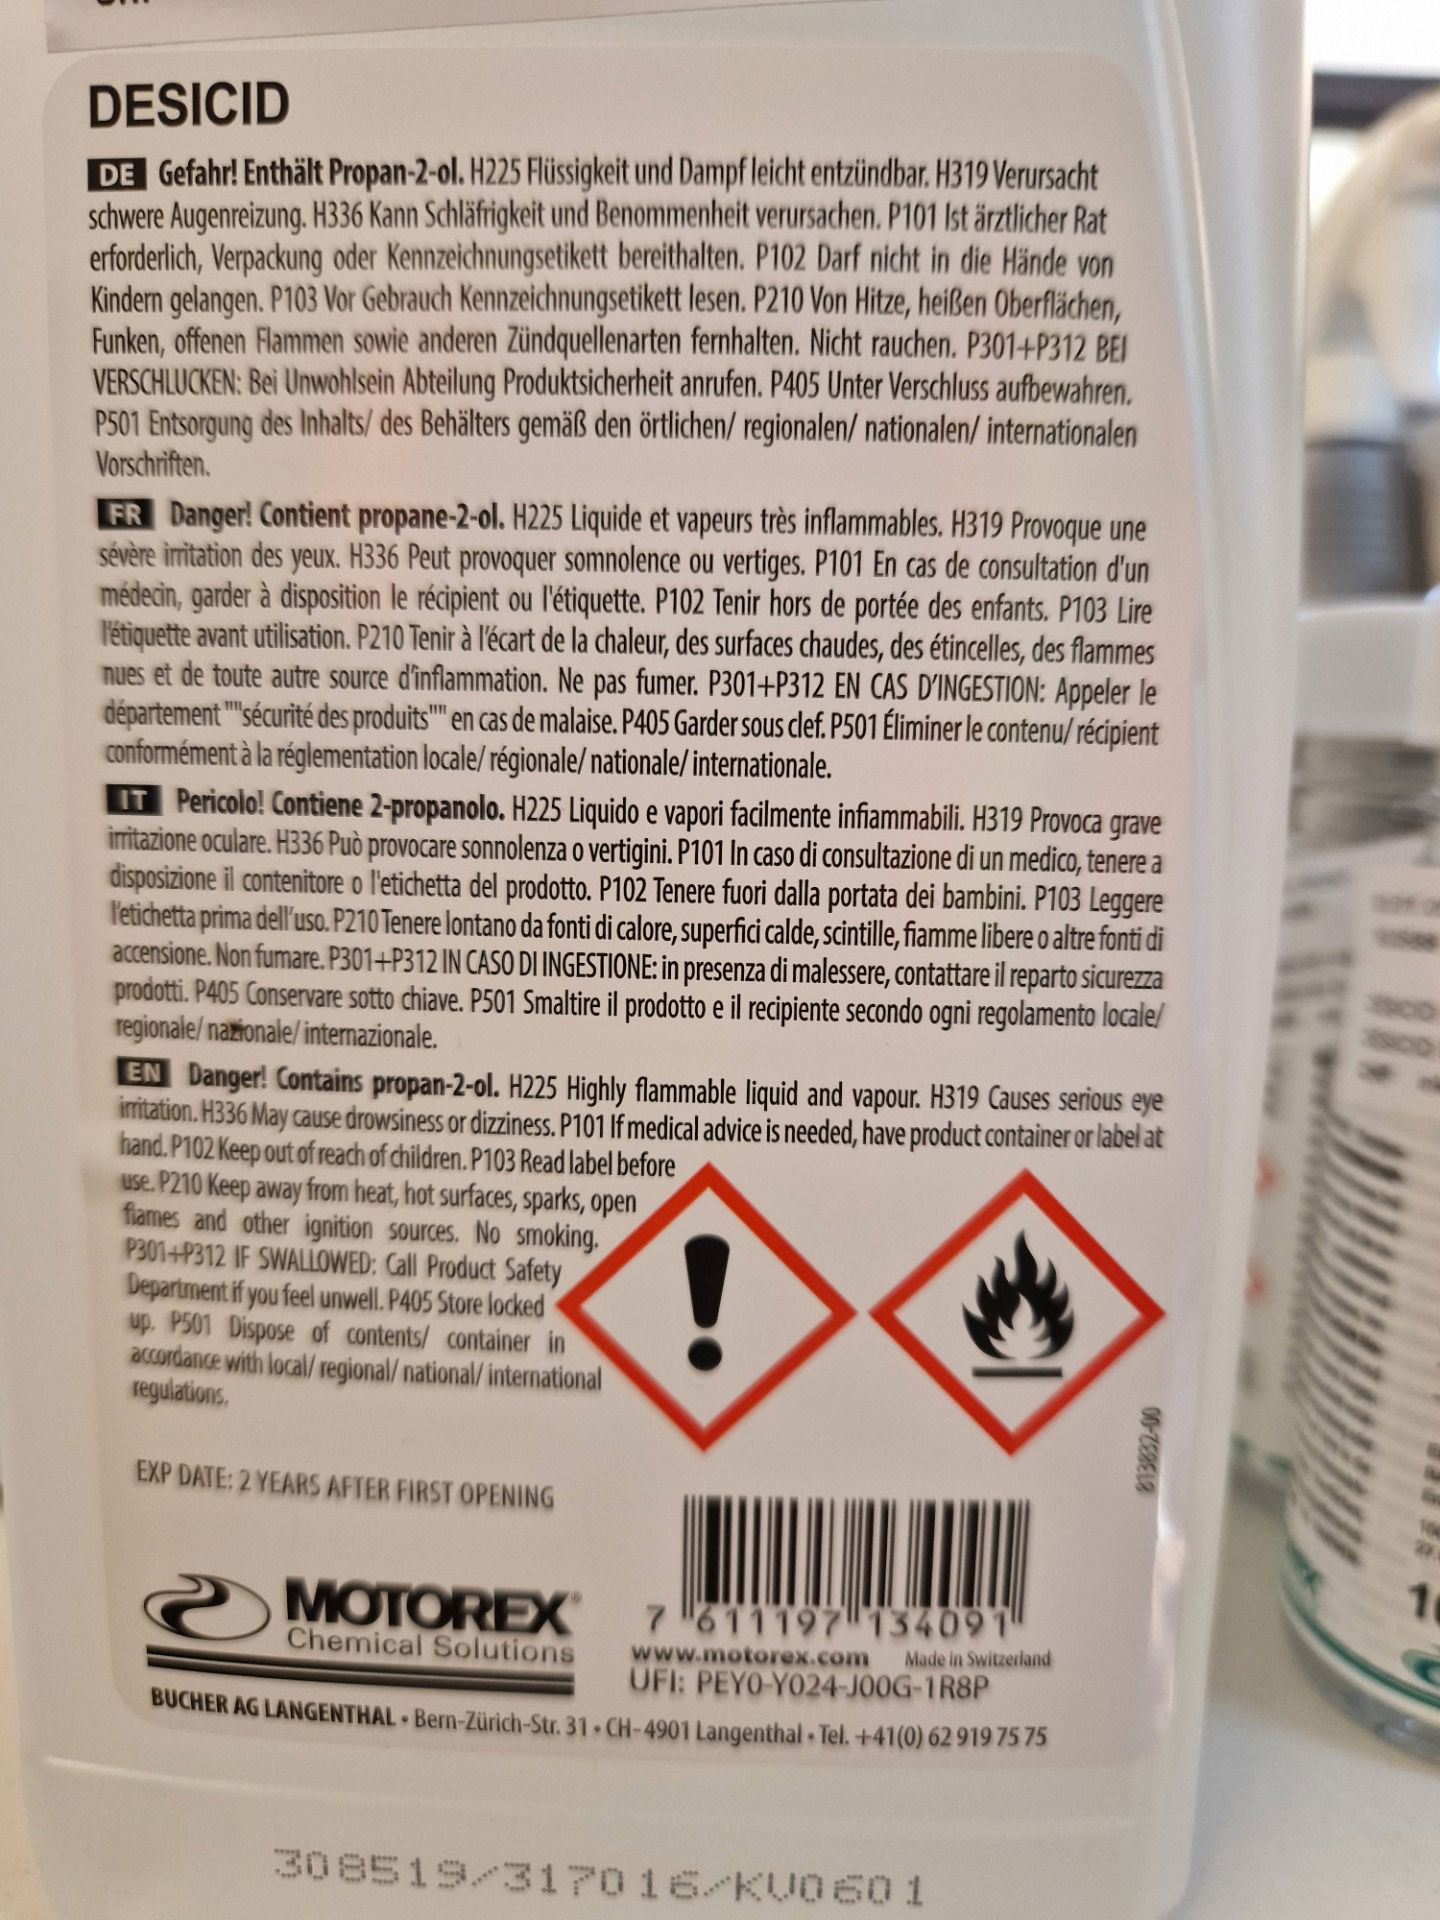 DESICID
DE Gefahr! Enthält Propan-2-ol. H225 Flüssigkeit und Dampf leicht entzündbar. H319 Verursacht
schwere Augenreizung. H336 Kann Schläfrigkeit und Benommenheit verursachen. P101 Ist ärztlicher Rat
erforderlich, Verpackung oder Kennzeichnungsetikett bereithalten. P102 Darf nicht in die Hände von
Kindern gelangen. P103 Vor Gebrauch Kennzeichnungsetikett lesen. P210 Von Hitze, heißen Oberflächen,
Funken, offenen Flammen sowie anderen Zündquellenarten fernhalten. Nicht rauchen. P301+P312 BEI
VERSCHLUCKEN: Bei Unwohlsein Abteilung Produktsicherheit anrufen. P405 Unter Verschluss aufbewahren.
P501 Entsorgung des Inhalts/ des Behälters gemäß den örtlichen/ regionalen/ nationalen/ internationalen
Vorschriften.
FR Danger! Contient propane-2-ol. H225 Liquide et vapeurs très inflammables. H319 Provoque une
sévère irritation des yeux. H336 Peut provoquer somnolence ou vertiges. P101 En cas de consultation d'un
médecin, garder à disposition le récipient ou l'étiquette. P102 Tenir hors de portée des enfants. P103 Lire
l'étiquette avant utilisation. P210 Tenir à l'écart de la chaleur, des surfaces chaudes, des étincelles, des flammes
nues et de toute autre source d'inflammation. Ne pas fumer. P301+P312 EN CAS D'INGESTION: Appeler le
département ""sécurité des produits"" en cas de malaise. P405 Garder sous clef. P501 Éliminer le contenu/ récipient
conformément à la réglementation locale/ régionale/ nationale/ internationale.
IT Pericolo! Contiene 2-propanolo. H225 Liquido e vapori facilmente infiammabili. H319 Provoca grave
irritazione oculare. H336 Può provocare sonnolenza o vertigini. P101 In caso di consultazione di un medico, tenere a
disposizione il contenitore o l'etichetta del prodotto. P102 Tenere fuori dalla portata dei bambini. P103 Leggere
l'etichetta prima dell'uso. P210 Tenere lontano da fonti di calore, superfici calde, scintille, fiamme libere o altre fonti di
accensione. Non fumare. P301+P312 IN CASO DI INGESTIONE: in presenza di malessere, contattare il reparto sicurezza
prodotti. P405 Conservare sotto chiave. P501 Smaltire il prodotto e il recipiente secondo ogni regolamento locale/
regionale/ nazionale/ internazionale.
EN Danger! Contains propan-2-ol. H225 Highly flammable liquid and vapour. H319 Causes serious eye
irritation. H336 May cause drowsiness or dizziness. P101 If medical advice is needed, have product container or label at
hand. P102 Keep out of reach of children. P103 Read label before
use. P210 Keep away from heat, hot surfaces, sparks, open
flames and other ignition sources. No smoking.
P301+P312 IF SWALLOWED: Call Product Safety
Department if you feel unwell. P405 Store locked
up. P501 Dispose of contents/ container in
accordance with local/ regional/ national/ international
regulations.
013832-00
EXP DATE: 2 YEARS AFTER FIRST OPENING
MOTOREX®
Chemical Solutions
7 611197 134091
www.motorex.com Made in Switzerland
UFI: PEY0-Y024-J00G-1R8P
BUCHER AG LANGENTHAL • Bern-Zürich-Str. 31 • CH-4901 Langenthal • Tel. +41(0) 62 919 75 75
308519/317016/KV0601